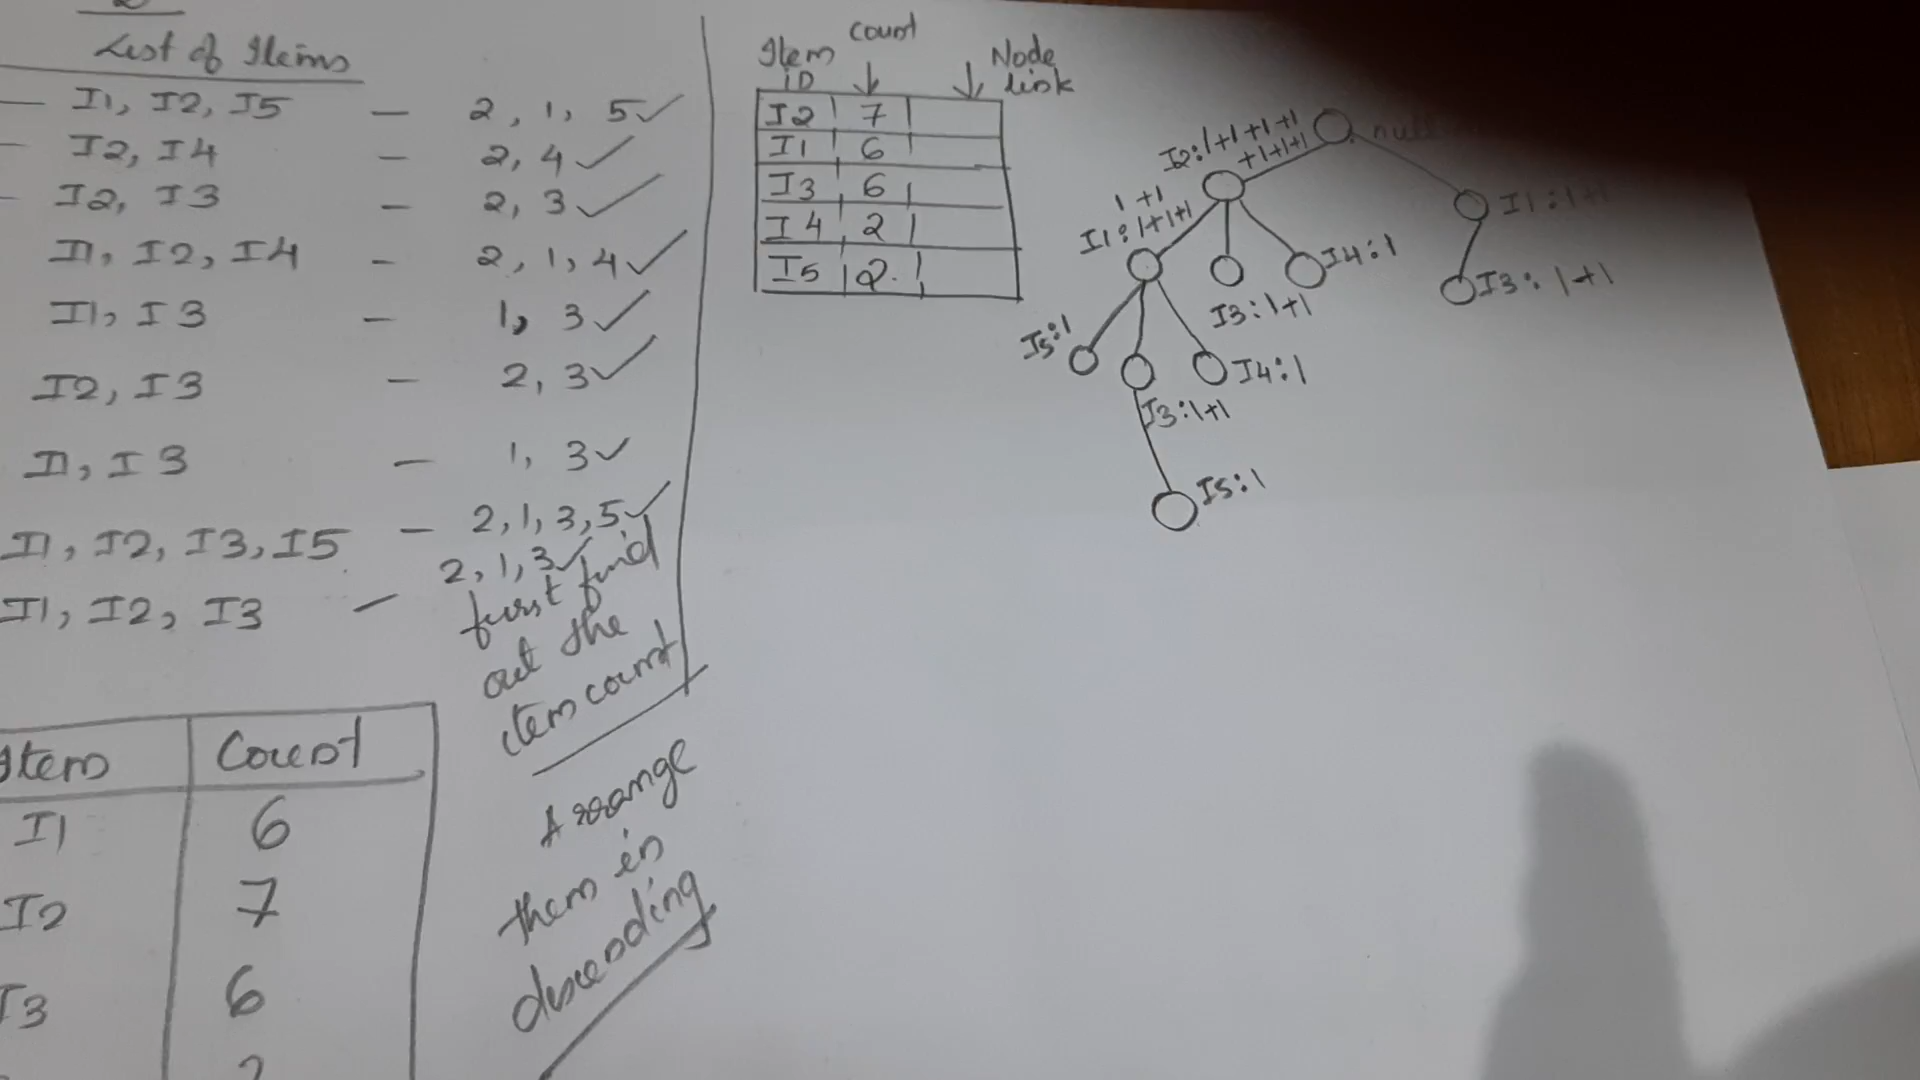 List of Items
I1, I2, I5 - 2, 1, 5 ✓
I2, I4 - 2, 4 ✓
I2, I3 - 2, 3 ✓
I1, I2, I4 - 2, 1, 4 ✓
I1, I3 - 1, 3 ✓
I2, I3 - 2, 3 ✓
I1, I3 - 1, 3 ✓
I1, I2, I3, I5 - 2, 1, 3, 5 ✓
I1, I2, I3 - 2, 1, 3 ✓
first find
out the
item count
Arrange
them in
descending
Item Count
I1 6
I2 7
I3 6
2
Item ID count Node link
I2 7
I1 6
I3 6
I4 2
I5 2
null
I2:1+1+1+1
+1+1+1
1+1
I1:1+1+1
I1:1+1
I4:1
I3:1+1
I3:1+1
I5:1
I4:1
I3:1+1
I5:1